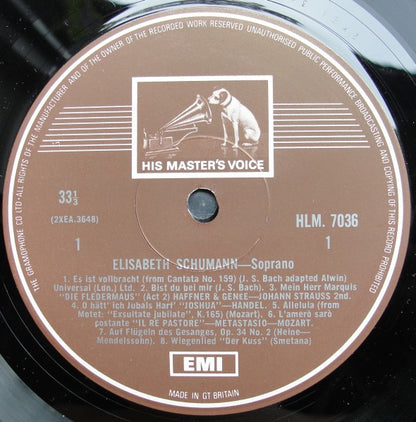 THE GRAMOPHONE CO LTD-ALL RIGHTS OF THE MANUFACTURER AND OF THE OWNER OF THE RECORDED WORK RESERVED. UNAUTHORISED PUBLIC PERFORMANCE BROADCASTING AND COPYING OF THIS RECORD PROHIBITED
HIS MASTER'S VOICE
33⅓
HLM. 7036
(2XEA.3648)
1
1
ELISABETH SCHUMANN—Soprano
1. Es ist vollbracht (from Cantata No. 159) (J. S. Bach adapted Alwin)
Universal (Ldn.) Ltd. 2. Bist du bei mir (J. S. Bach). 3. Mein Herr Marquis
"DIE FLEDERMAUS" (Act 2) HAFFNER & GENEE—JOHANN STRAUSS 2nd.
4. O hätt' ich Jubals Harf' "JOSHUA"—HANDEL. 5. Alleluia (from
Motet: "Exsultate jubilate", K.165) (Mozart) 6. L'amerò sarò
costante "IL RE PASTORE"—METASTASIO—MOZART.
7. Auf Flügeln des Gesanges, Op. 34 No. 2 (Heine—
Mendelssohn). 8. Wiegenlied "Der Kuss" (Smetana)
EMI
MADE IN GT BRITAIN